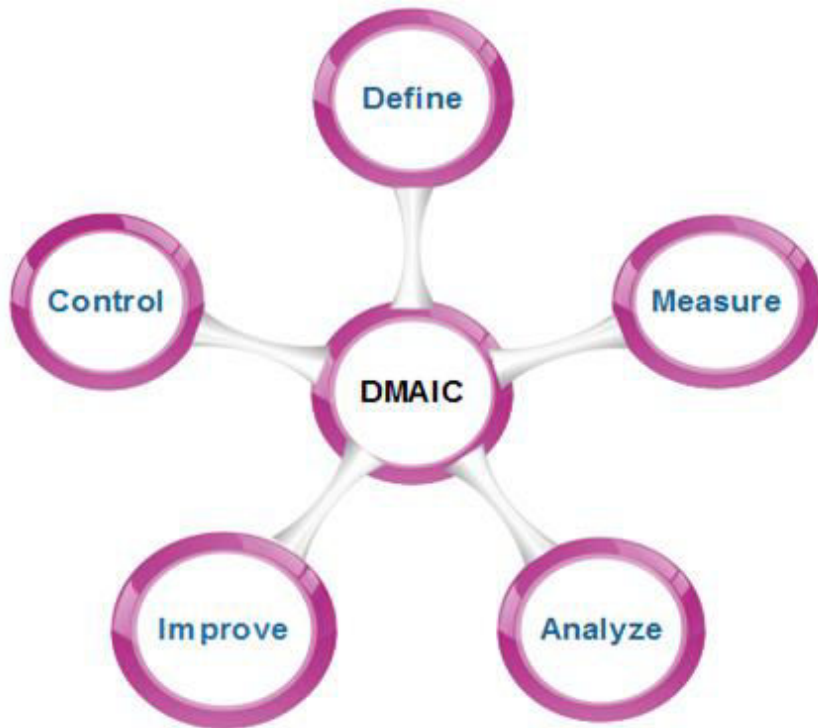 Define
Control
Measure
DMAIC
Improve
Analyze